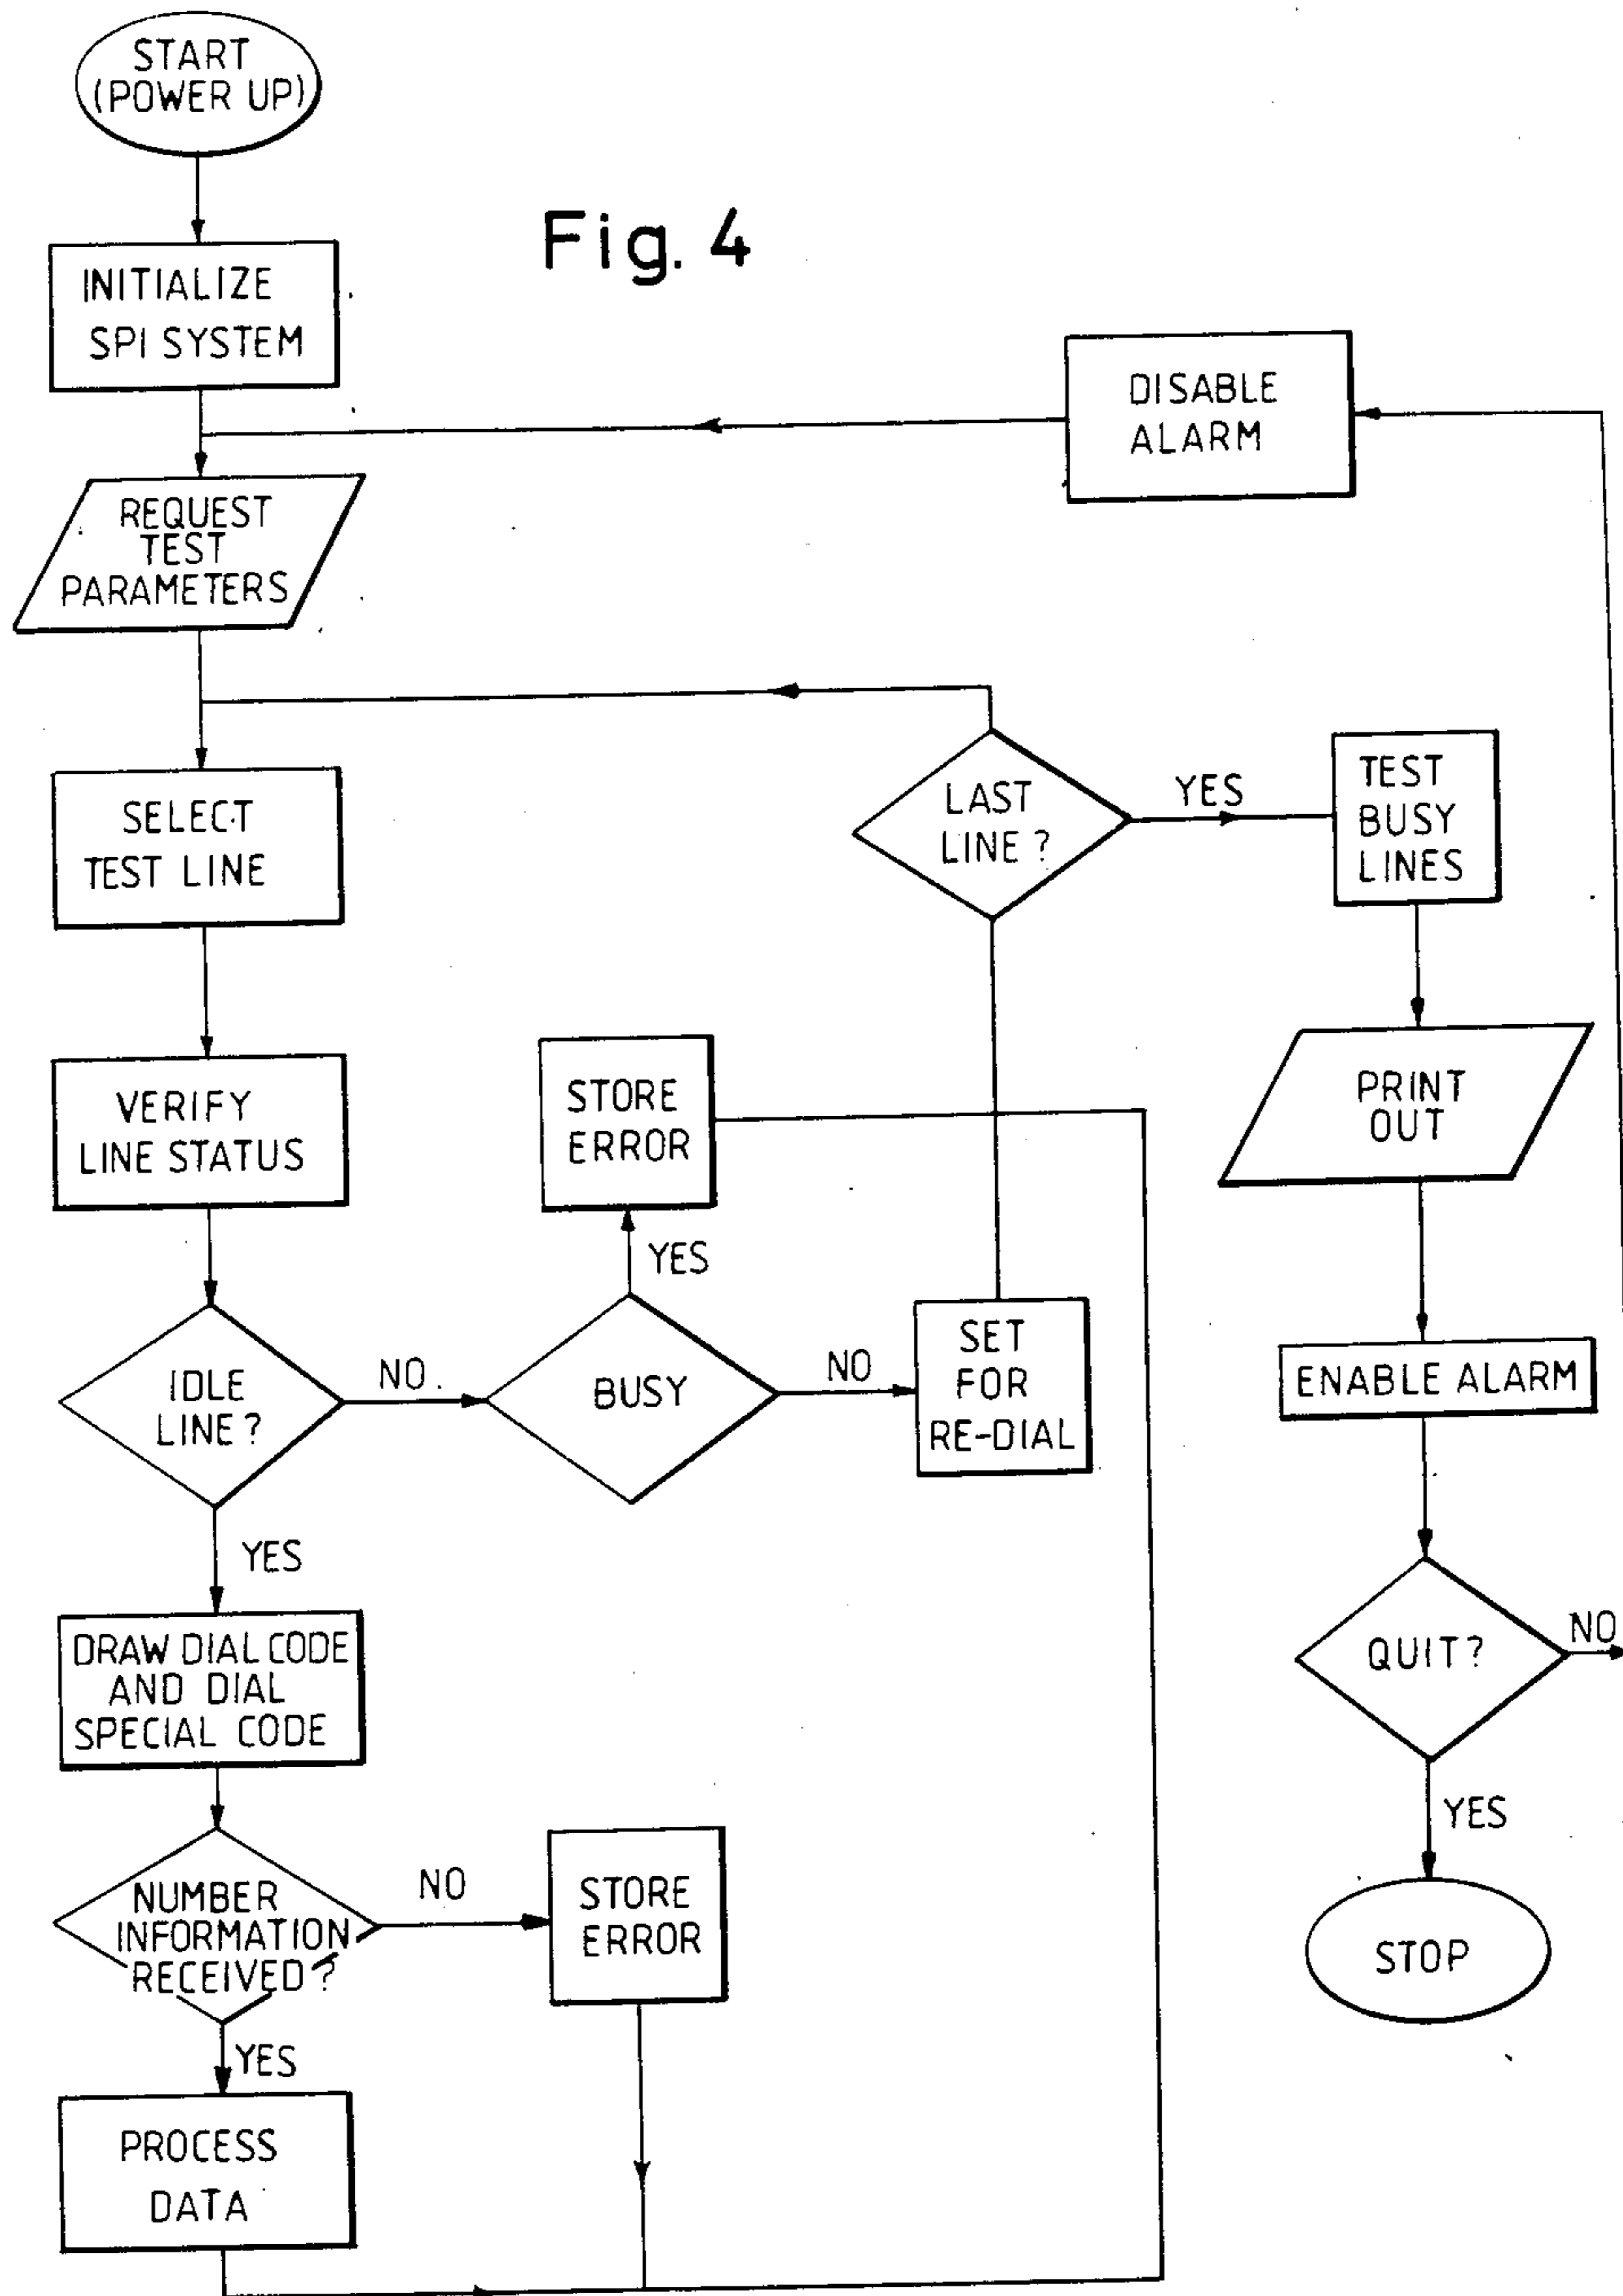 START
(POWER UP)
Fig. 4
INITIALIZE
SPI SYSTEM
DISABLE
ALARM
REQUEST
TEST
PARAMETERS
SELECT
TEST LINE
LAST
LINE?
YES
TEST
BUSY
LINES
VERIFY
LINE STATUS
STORE
ERROR
PRINT
OUT
YES
IDLE
LINE?
NO
BUSY
NO
SET
FOR
RE-DIAL
ENABLE ALARM
YES
DRAW DIAL CODE
AND DIAL
SPECIAL CODE
QUIT?
NO
YES
NUMBER
INFORMATION
RECEIVED?
NO
STORE
ERROR
STOP
YES
PROCESS
DATA